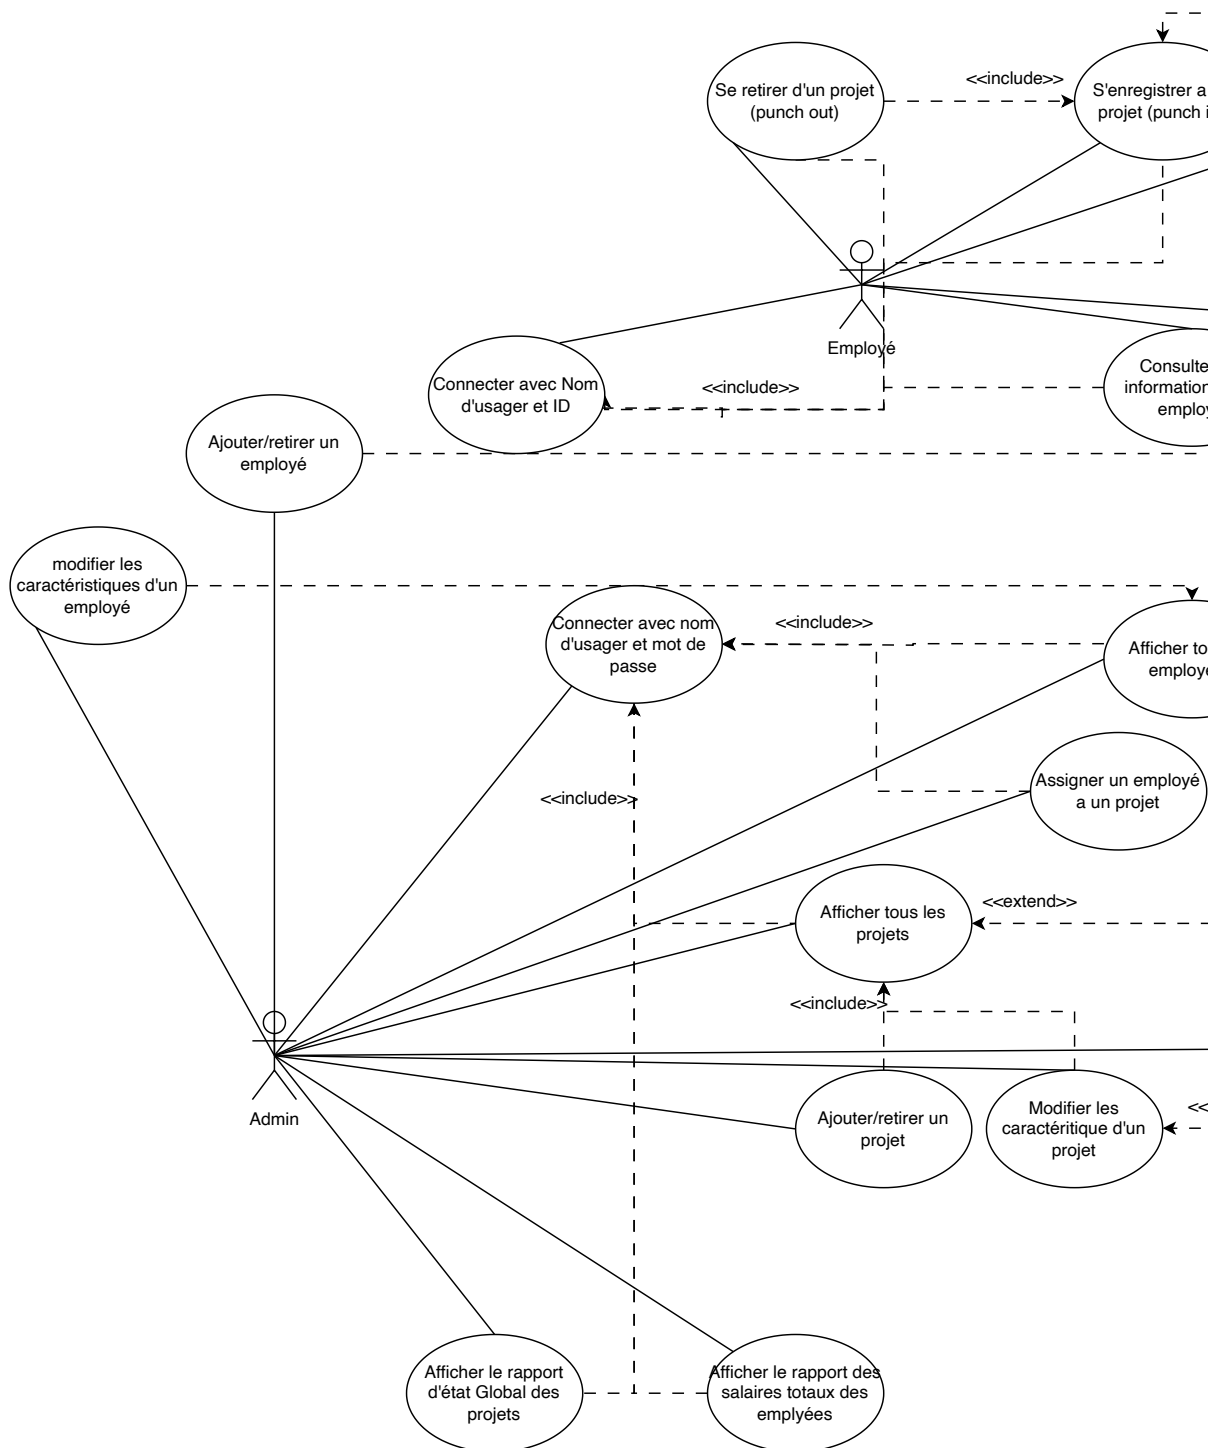 Se retirer d'un projet
(punch out)
<<include>>
S'enregistrer a
projet (punch
Employé
Connecter avec Nom
d'usager et ID
<<include>>
Consulte
information
employ
Ajouter/retirer un
employé
modifier les
caractéristiques d'un
employé
Connecter avec nom
d'usager et mot de
passe
<<include>>
Afficher to
employé
Assigner un employé
a un projet
<<include>>
Afficher tous les
projets
<<extend>>
<<include>>
Admin
Ajouter/retirer un
projet
Modifier les
caractéritique d'un
projet
<<
Afficher le rapport
d'état Global des
projets
Afficher le rapport des
salaires totaux des
emplyées